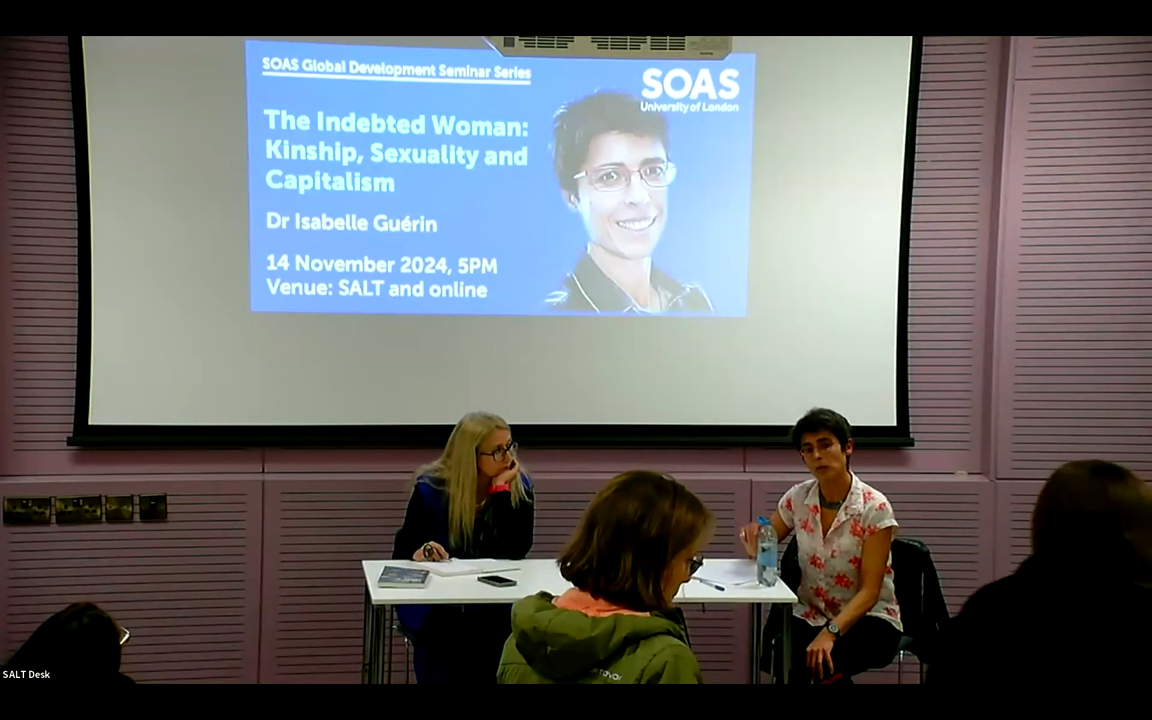 SOAS Global Development Seminar Series
SOAS
University of London
The Indebted Woman:
Kinship, Sexuality and
Capitalism
Dr Isabelle Guérin
14 November 2024, 5PM
Venue: SALT and online
SALT Desk